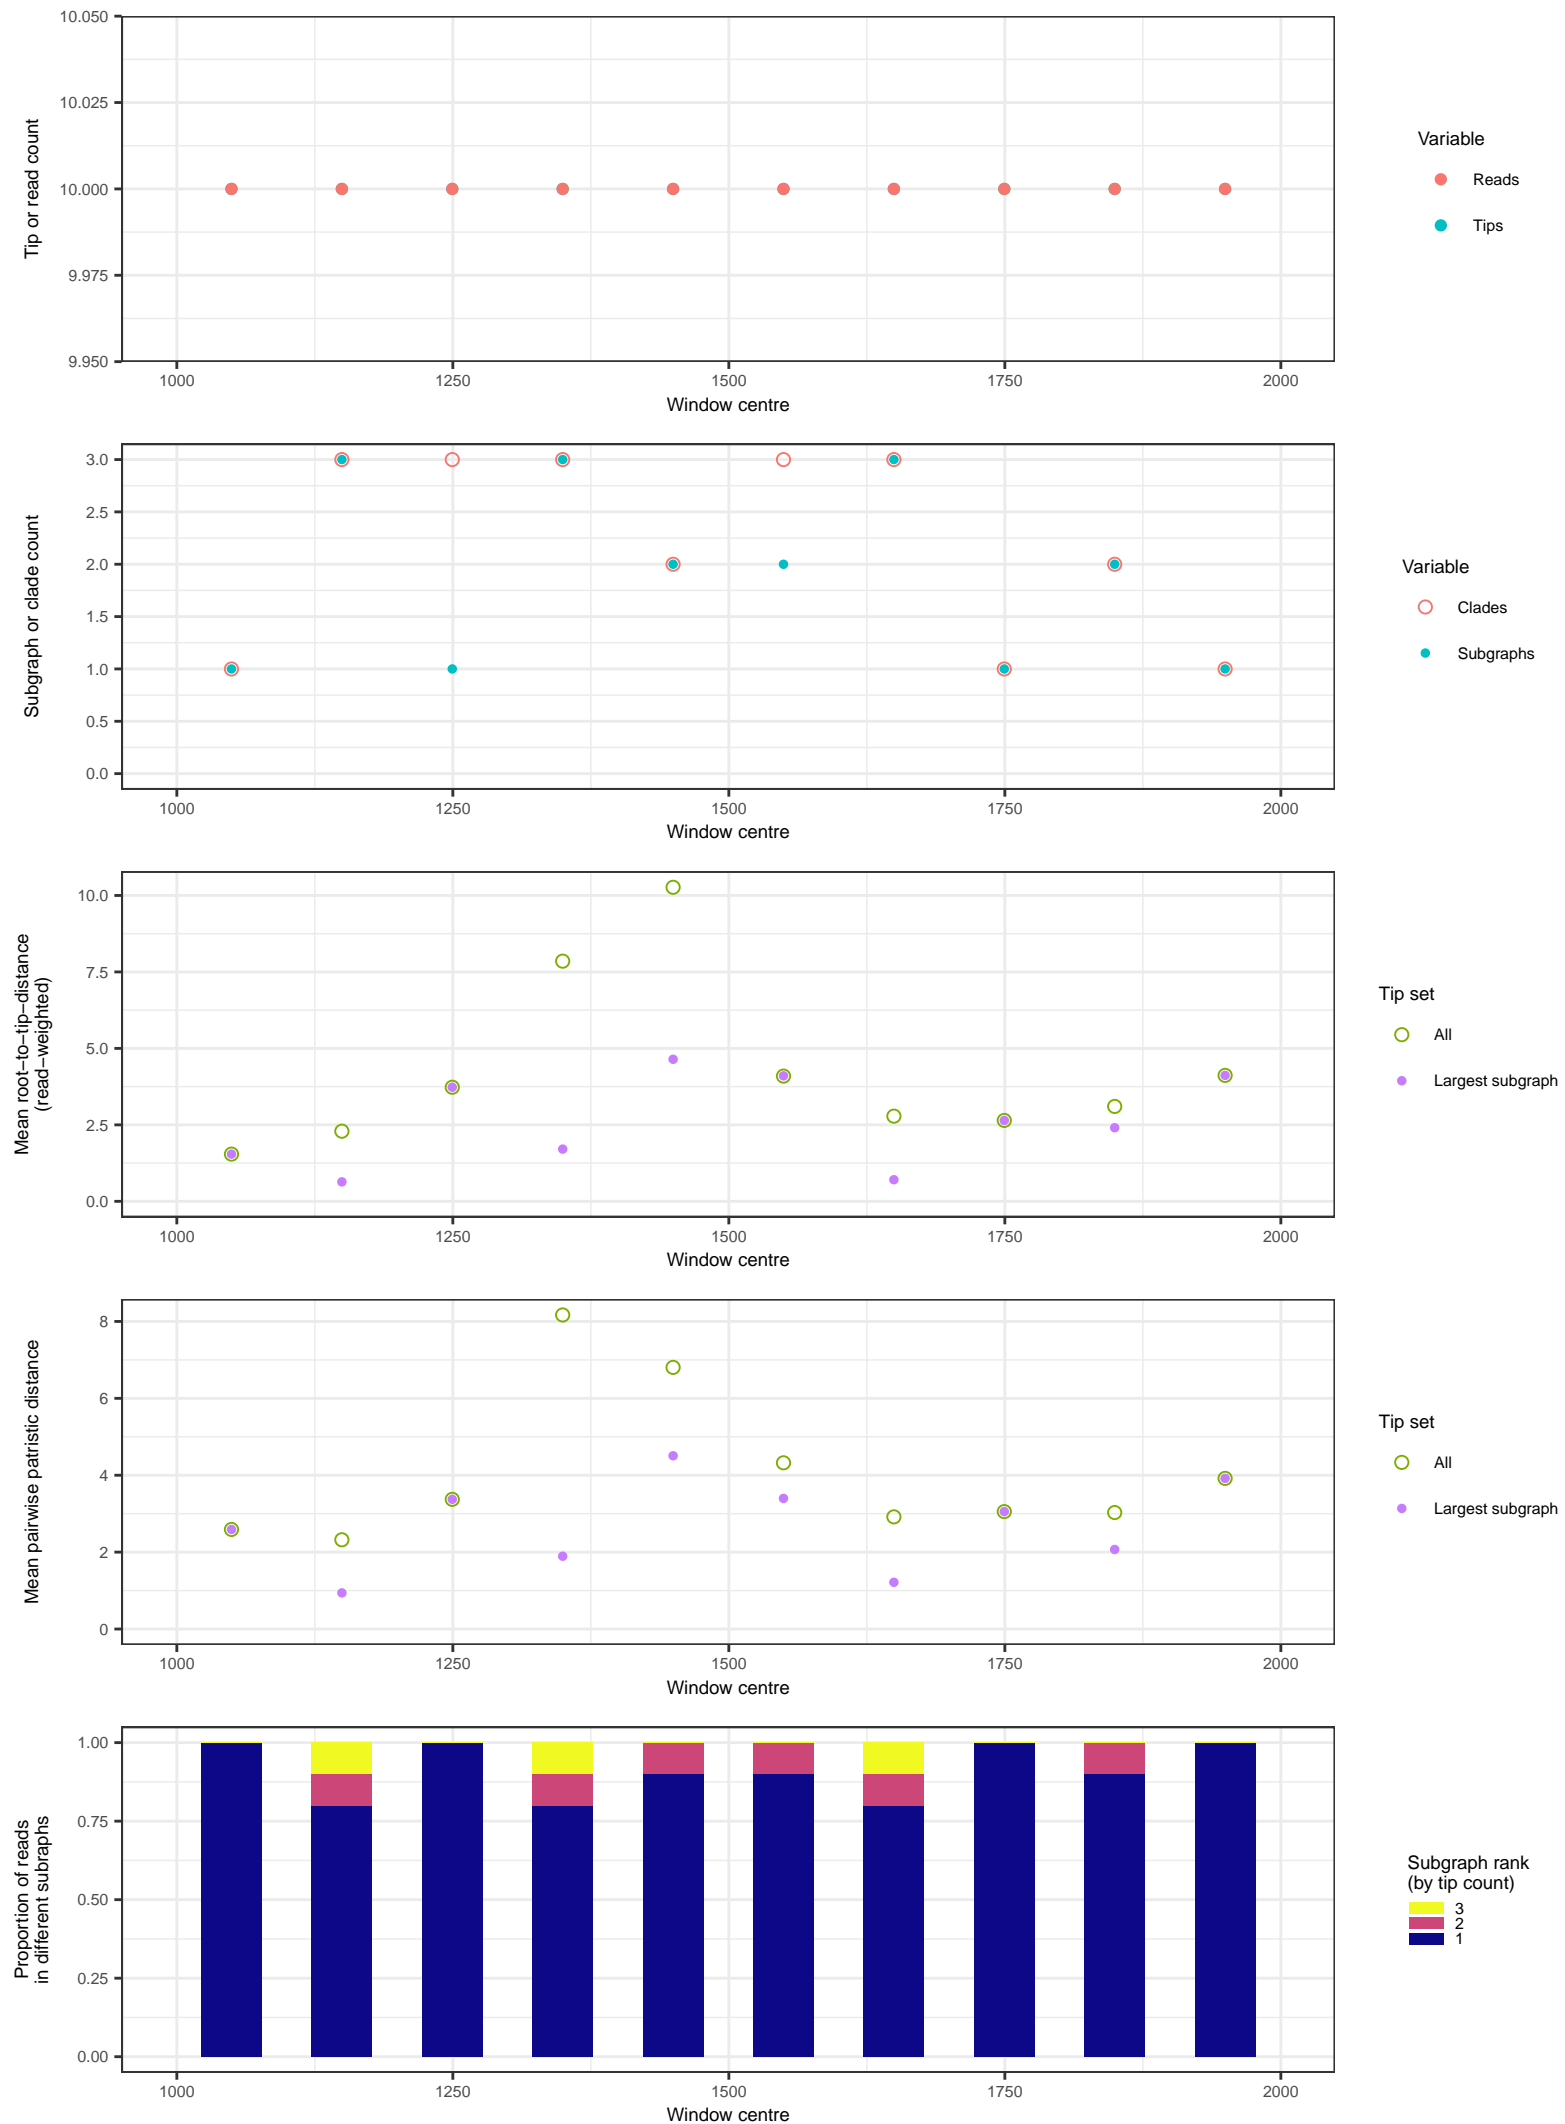 10.050
10.025
10.000
9.975
9.950
Tip or read count
1000 1250 1500 1750 2000
Window centre
Variable
Reads
Tips
3.0
2.5
2.0
1.5
1.0
0.5
0.0
Subgraph or clade count
1000 1250 1500 1750 2000
Window centre
Variable
Clades
Subgraphs
10.0
7.5
5.0
2.5
0.0
Mean root−to−tip−distance
(read−weighted)
1000 1250 1500 1750 2000
Window centre
Tip set
All
Largest subgraph
8
6
4
2
0
Mean pairwise patristic distance
1000 1250 1500 1750 2000
Window centre
Tip set
All
Largest subgraph
1.00
0.75
0.50
0.25
0.00
Proportion of reads
in different subraphs
1000 1250 1500 1750 2000
Window centre
Subgraph rank
(by tip count)
3
2
1